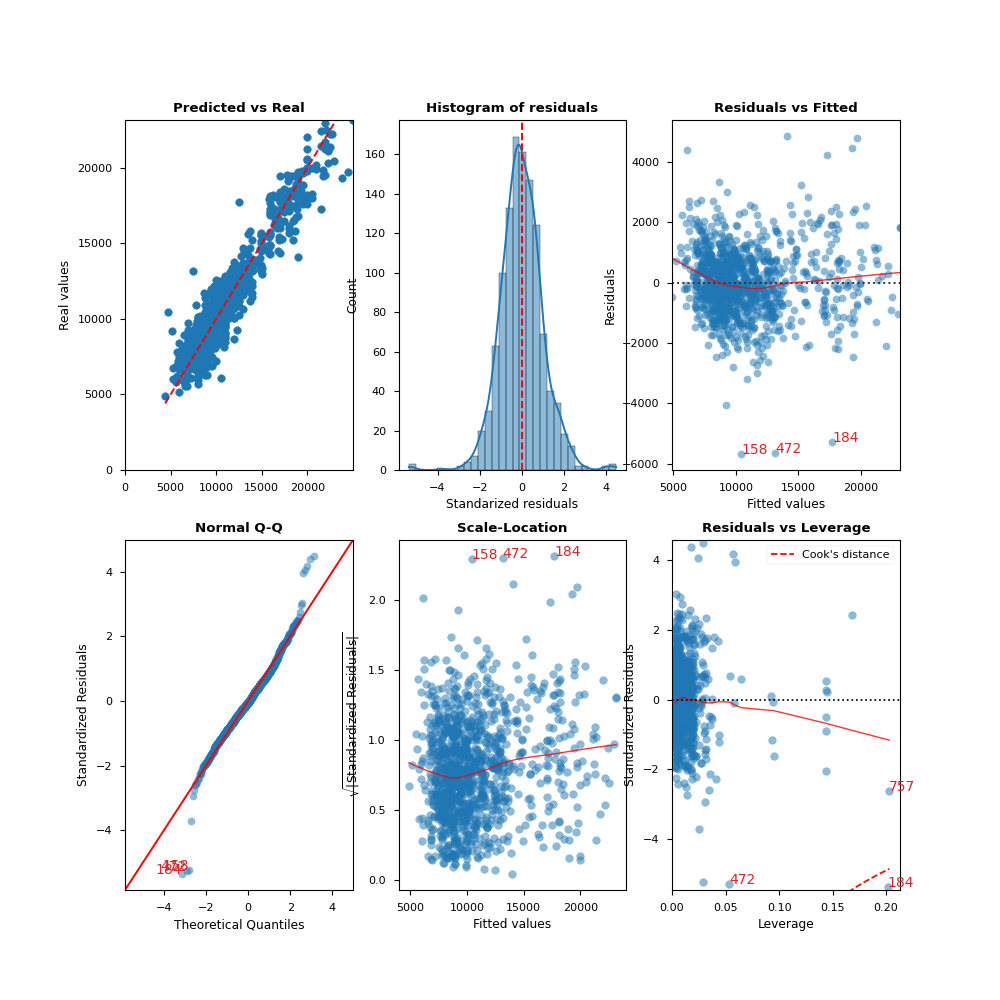 Predicted vs Real
Real values
20000
15000
10000
5000
0
0 5000 10000 15000 20000
Histogram of residuals
Count
160
140
120
100
80
60
40
20
0
−4 −2 0 2 4
Standarized residuals
Residuals vs Fitted
Residuals
4000
2000
0
−2000
−4000
−6000
158 472 184
5000 10000 15000 20000
Fitted values
Normal Q-Q
Standardized Residuals
4
2
0
−2
−4
184
−4 −2 0 2 4
Theoretical Quantiles
Scale-Location
√|Standardized Residuals|
158 472 184
2.0
1.5
1.0
0.5
0.0
5000 10000 15000 20000
Fitted values
Residuals vs Leverage
Standardized Residuals
Cook's distance
4
2
0
−2
−4
757
472
184
0.00 0.05 0.10 0.15 0.20
Leverage